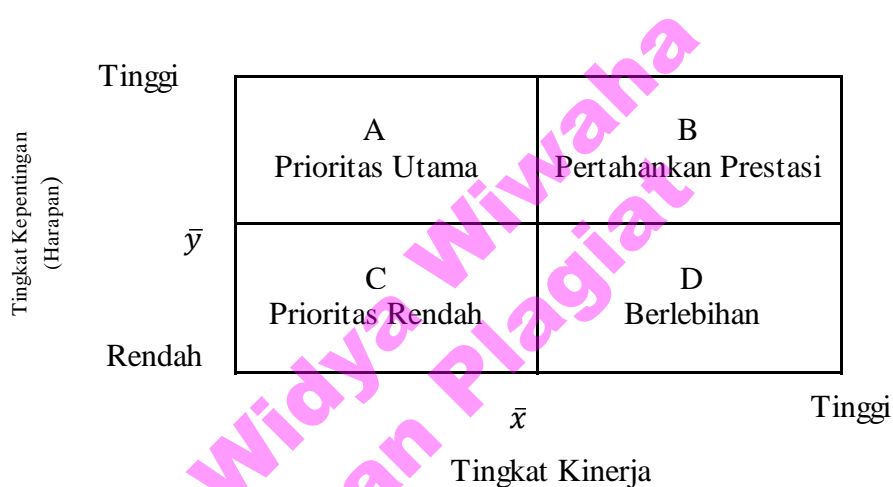 Tinggi
A
Prioritas Utama
B
Pertahankan Prestasi
Tingkat Kepentingan
(Harapan)
ȳ
C
Prioritas Rendah
D
Berlebihan
Rendah
x̄
Tinggi
Tingkat Kinerja
Widya Wiwaha
an Plagiat